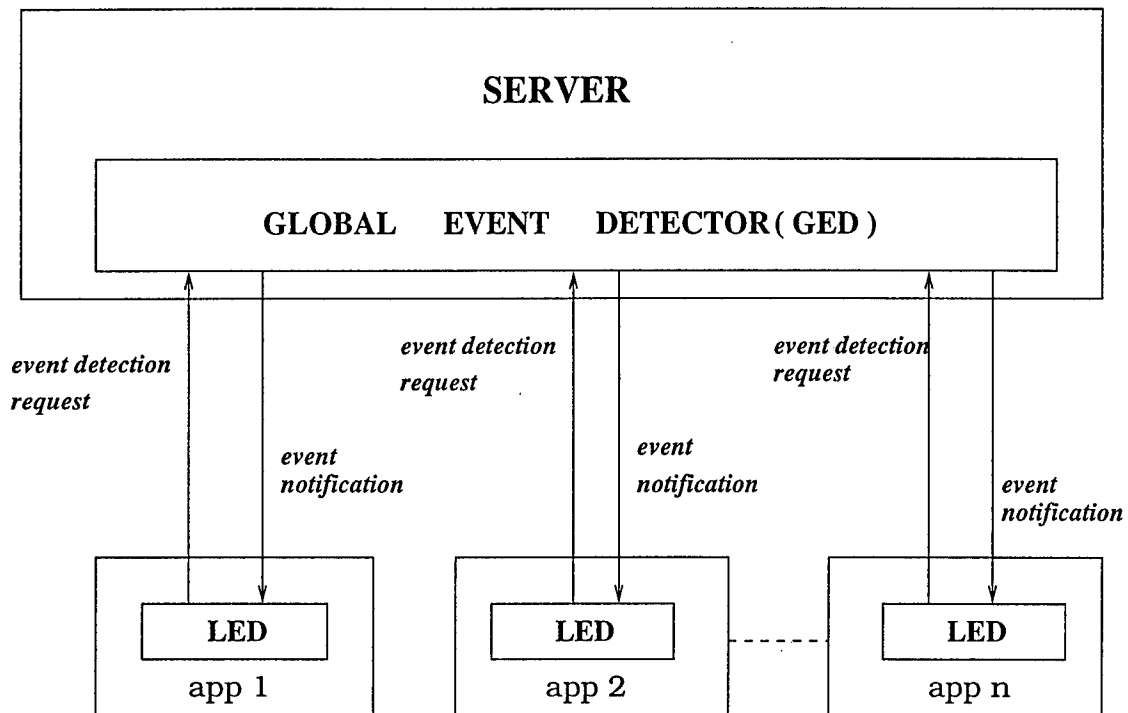 SERVER
GLOBAL EVENT DETECTOR ( GED )
event detection
request
event detection
request
event detection
request
event
notification
event
notification
event
notification
LED
LED
LED
app 1
app 2
app n